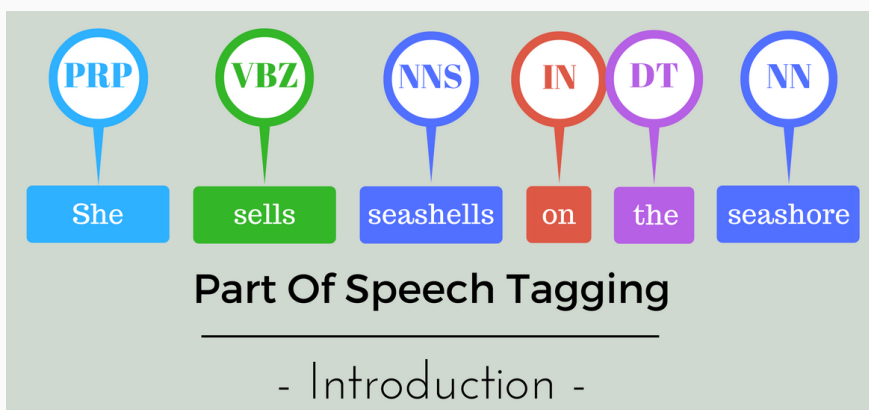 PRP VBZ NNS IN DT NN
She sells seashells on the seashore
Part Of Speech Tagging
- Introduction -